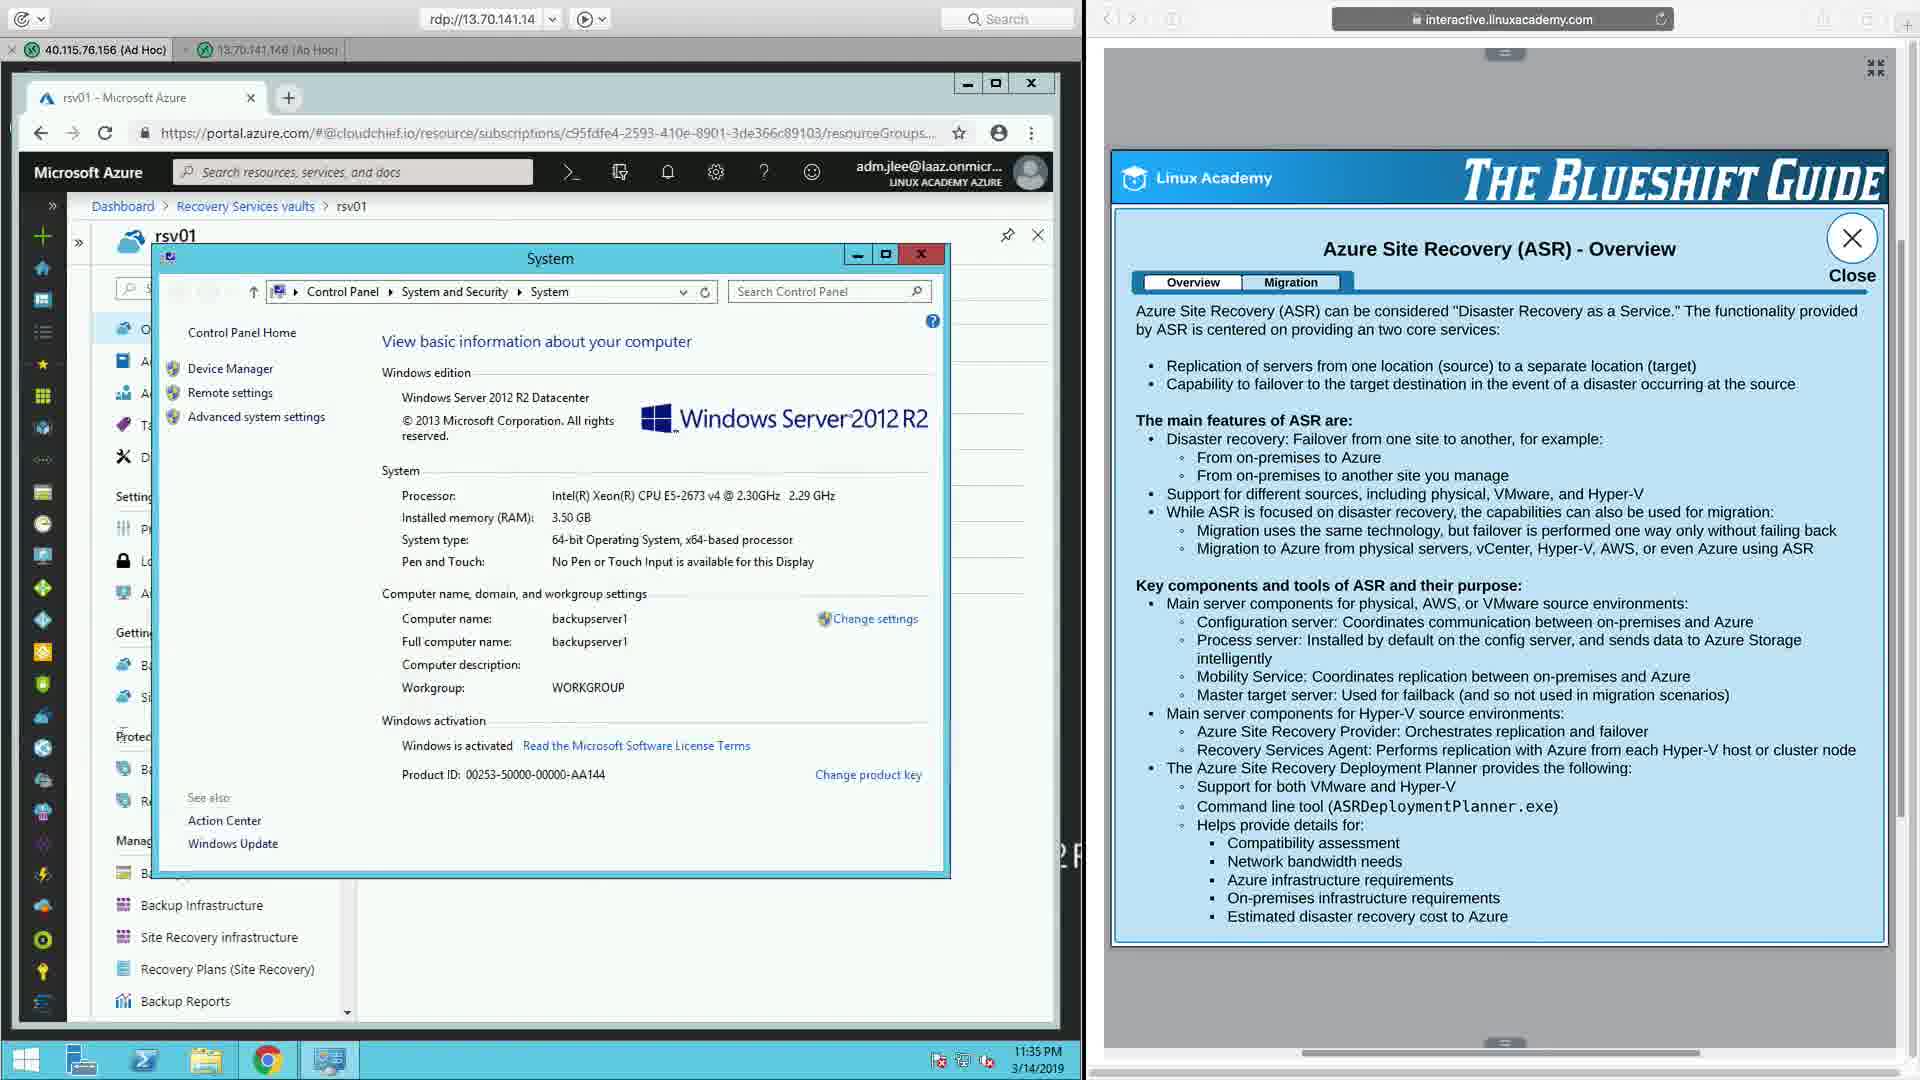 rdp://13.70.141.14
Search
40.115.76.156 (Ad Hoc)
13.70.141.146 (Ad Hoc)
rsv01 - Microsoft Azure
https://portal.azure.com/#@cloudchief.io/resource/subscriptions/c95fdfe4-2593-410e-8901-3de366c89103/resourceGroups...
Microsoft Azure
Search resources, services, and docs
adm.jlee@laaz.onmicr...
LINUX ACADEMY AZURE
Dashboard > Recovery Services vaults > rsv01
rsv01
System
Control Panel
System and Security
System
Search Control Panel
Control Panel Home
Device Manager
Remote settings
Advanced system settings
See also
Action Center
Windows Update
View basic information about your computer
Windows edition
Windows Server 2012 R2 Datacenter
© 2013 Microsoft Corporation. All rights
reserved.
Windows Server 2012 R2
System
Processor: Intel(R) Xeon(R) CPU E5-2673 v4 @ 2.30GHz 2.29 GHz
Installed memory (RAM): 3.50 GB
System type: 64-bit Operating System, x64-based processor
Pen and Touch: No Pen or Touch Input is available for this Display
Computer name, domain, and workgroup settings
Computer name: backupserver1
Change settings
Full computer name: backupserver1
Computer description:
Workgroup: WORKGROUP
Windows activation
Windows is activated Read the Microsoft Software License Terms
Product ID: 00253-50000-00000-AA144
Change product key
Backup Infrastructure
Site Recovery infrastructure
Recovery Plans (Site Recovery)
Backup Reports
11:35 PM
3/14/2019
interactive.linuxacademy.com
Linux Academy
THE BLUESHIFT GUIDE
Azure Site Recovery (ASR) - Overview
Close
Overview
Migration
Azure Site Recovery (ASR) can be considered "Disaster Recovery as a Service." The functionality provided
by ASR is centered on providing an two core services:
• Replication of servers from one location (source) to a separate location (target)
• Capability to failover to the target destination in the event of a disaster occurring at the source
The main features of ASR are:
• Disaster recovery: Failover from one site to another, for example:
◦ From on-premises to Azure
◦ From on-premises to another site you manage
• Support for different sources, including physical, VMware, and Hyper-V
• While ASR is focused on disaster recovery, the capabilities can also be used for migration:
◦ Migration uses the same technology, but failover is performed one way only without failing back
◦ Migration to Azure from physical servers, vCenter, Hyper-V, AWS, or even Azure using ASR
Key components and tools of ASR and their purpose:
• Main server components for physical, AWS, or VMware source environments:
◦ Configuration server: Coordinates communication between on-premises and Azure
◦ Process server: Installed by default on the config server, and sends data to Azure Storage
intelligently
◦ Mobility Service: Coordinates replication between on-premises and Azure
◦ Master target server: Used for failback (and so not used in migration scenarios)
• Main server components for Hyper-V source environments:
◦ Azure Site Recovery Provider: Orchestrates replication and failover
◦ Recovery Services Agent: Performs replication with Azure from each Hyper-V host or cluster node
• The Azure Site Recovery Deployment Planner provides the following:
◦ Support for both VMware and Hyper-V
◦ Command line tool (ASRDeploymentPlanner.exe)
◦ Helps provide details for:
▪ Compatibility assessment
▪ Network bandwidth needs
▪ Azure infrastructure requirements
▪ On-premises infrastructure requirements
▪ Estimated disaster recovery cost to Azure